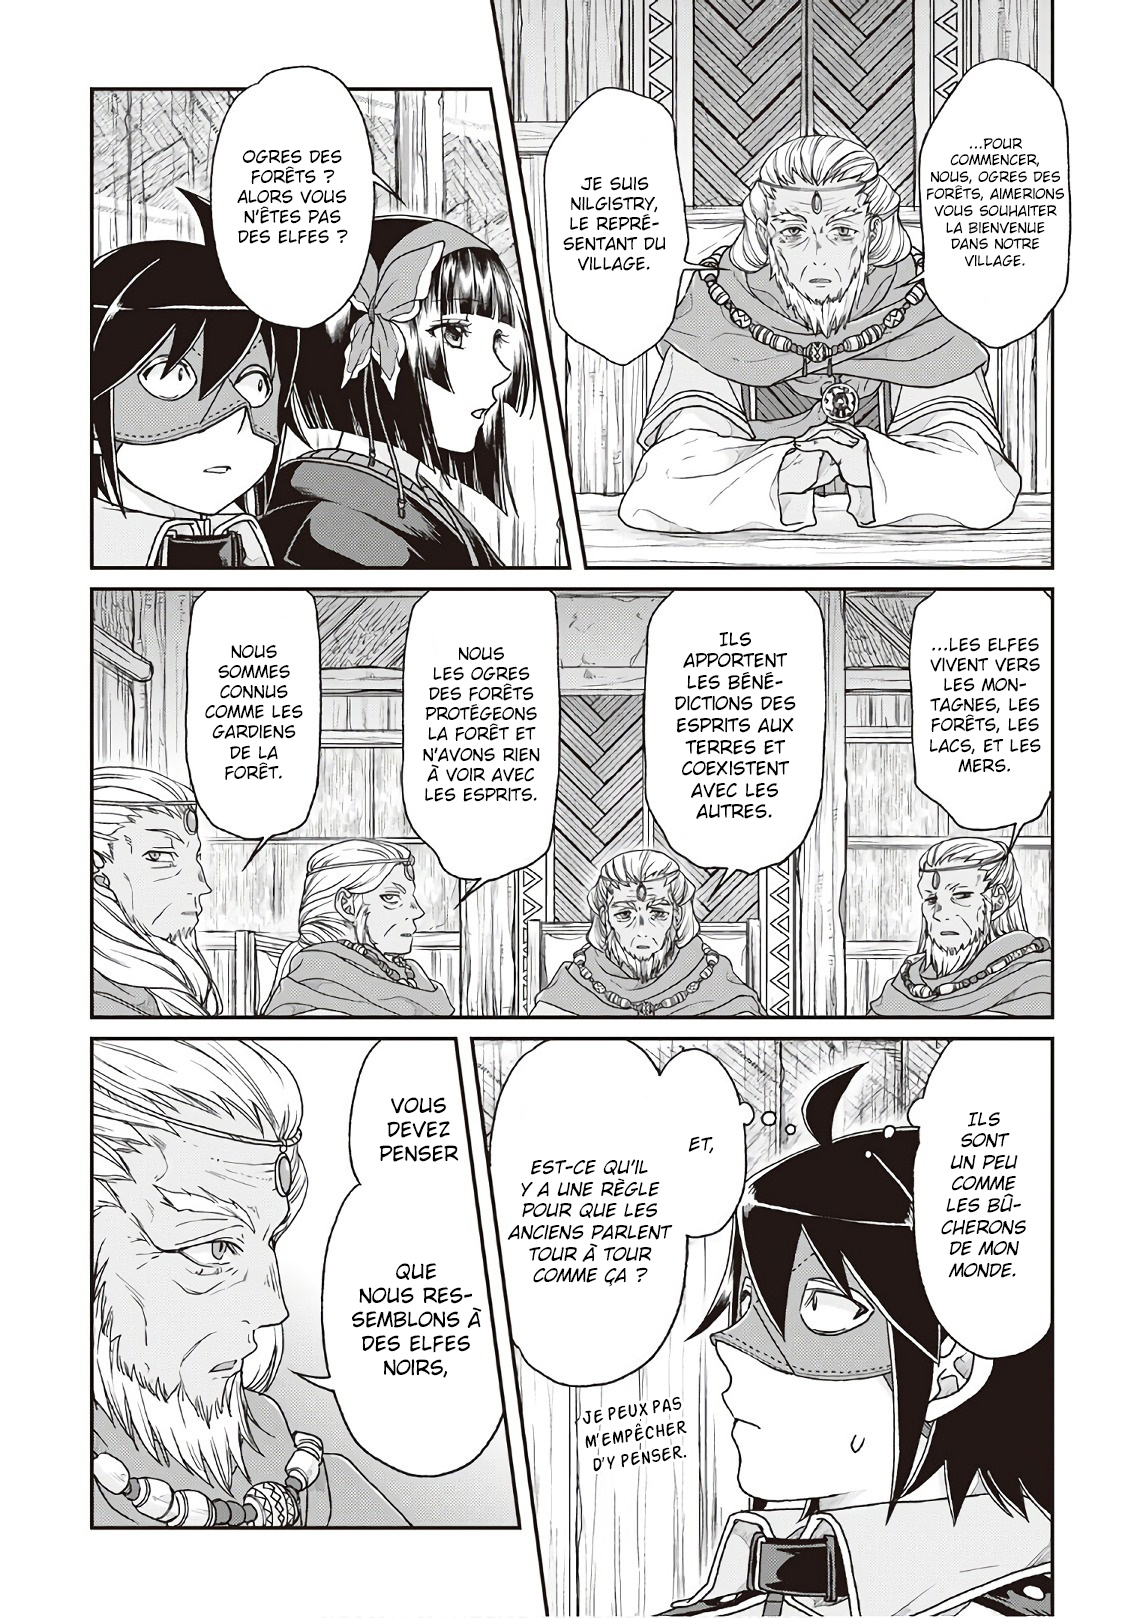 ...POUR
COMMENCER,
NOUS, OGRES DES
FORÊTS, AIMERIONS
VOUS SOUHAITER
LA BIENVENUE
DANS NOTRE
VILLAGE.
JE SUIS
NILGISTRY,
LE REPRÉ-
SENTANT DU
VILLAGE.
OGRES DES
FORÊTS ?
ALORS VOUS
N'ÊTES PAS
DES ELFES ?
...LES ELFES
VIVENT VERS
LES MON-
TAGNES, LES
FORÊTS, LES
LACS, ET LES
MERS.
ILS
APPORTENT
LES BÉNÉ-
DICTIONS DES
ESPRITS AUX
TERRES ET
COEXISTENT
AVEC LES
AUTRES.
NOUS
LES OGRES
DES FORÊTS
PROTÉGEONS
LA FORÊT ET
N'AVONS RIEN
À VOIR AVEC
LES ESPRITS.
NOUS
SOMMES
CONNUS
COMME LES
GARDIENS
DE LA
FORÊT.
ILS
SONT
UN PEU
COMME
LES BÛ-
CHERONS
DE MON
MONDE.
ET,
EST-CE QU'IL
Y A UNE RÈGLE
POUR QUE LES
ANCIENS PARLENT
TOUR À TOUR
COMME ÇA ?
JE PEUX PAS
M'EMPÊCHER
D'Y PENSER.
VOUS
DEVEZ
PENSER
QUE
NOUS RES-
SEMBLONS À
DES ELFES
NOIRS,